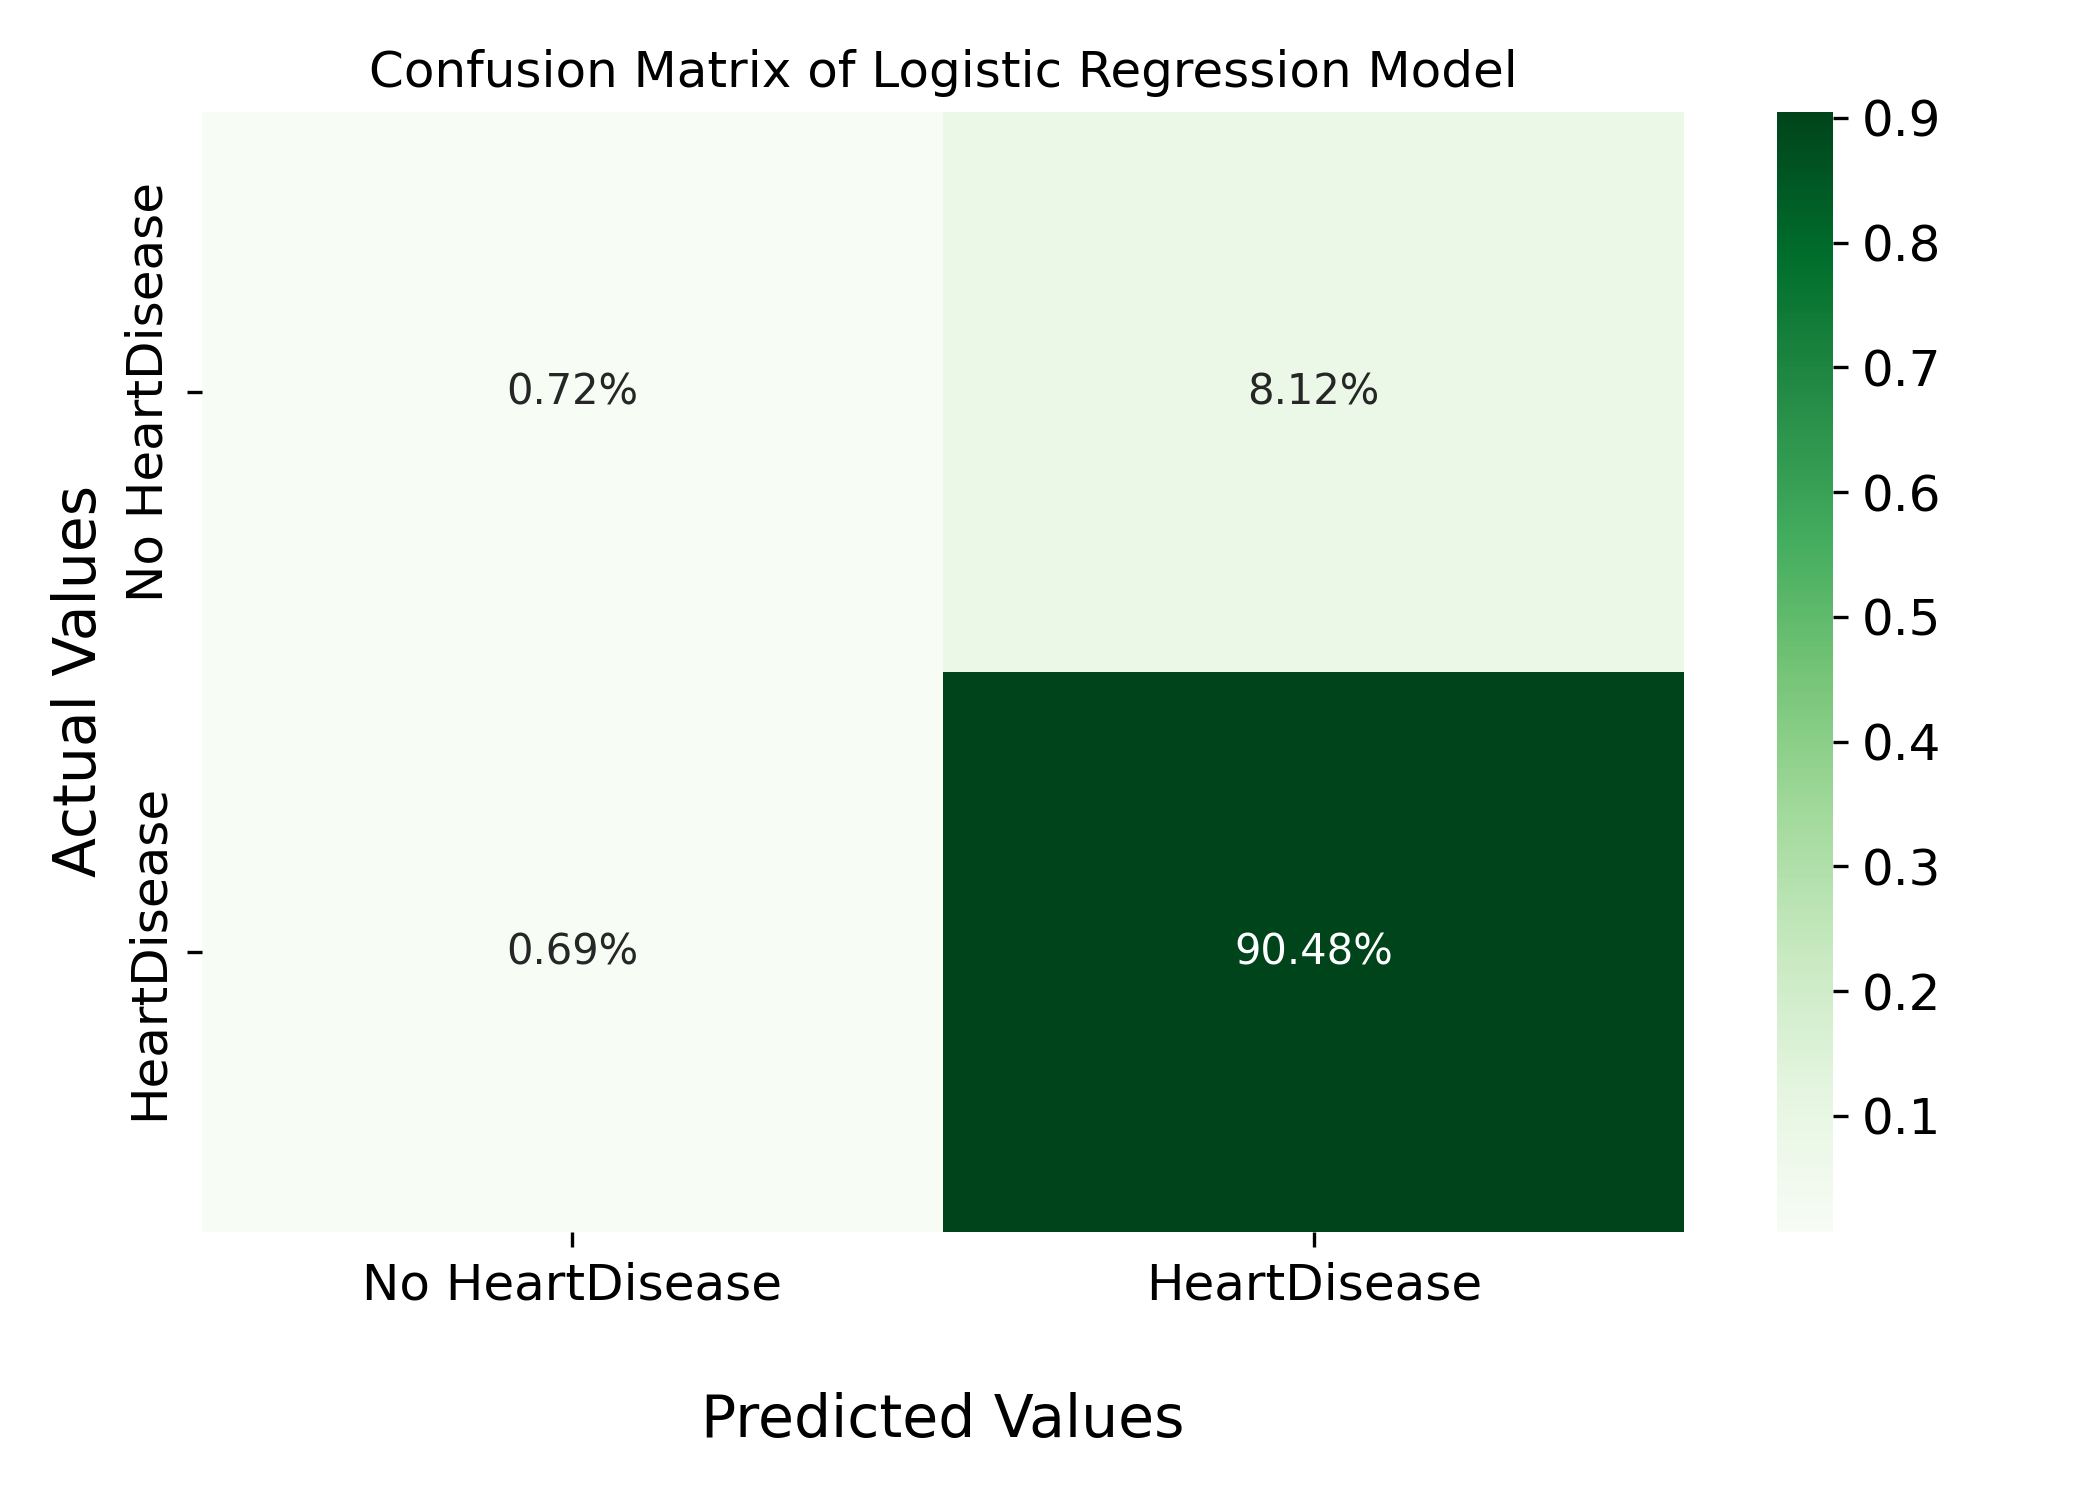 Confusion Matrix of Logistic Regression Model
Actual Values
No HeartDisease
HeartDisease
0.72%
8.12%
0.69%
90.48%
No HeartDisease
HeartDisease
Predicted Values
0.9
0.8
0.7
0.6
0.5
0.4
0.3
0.2
0.1